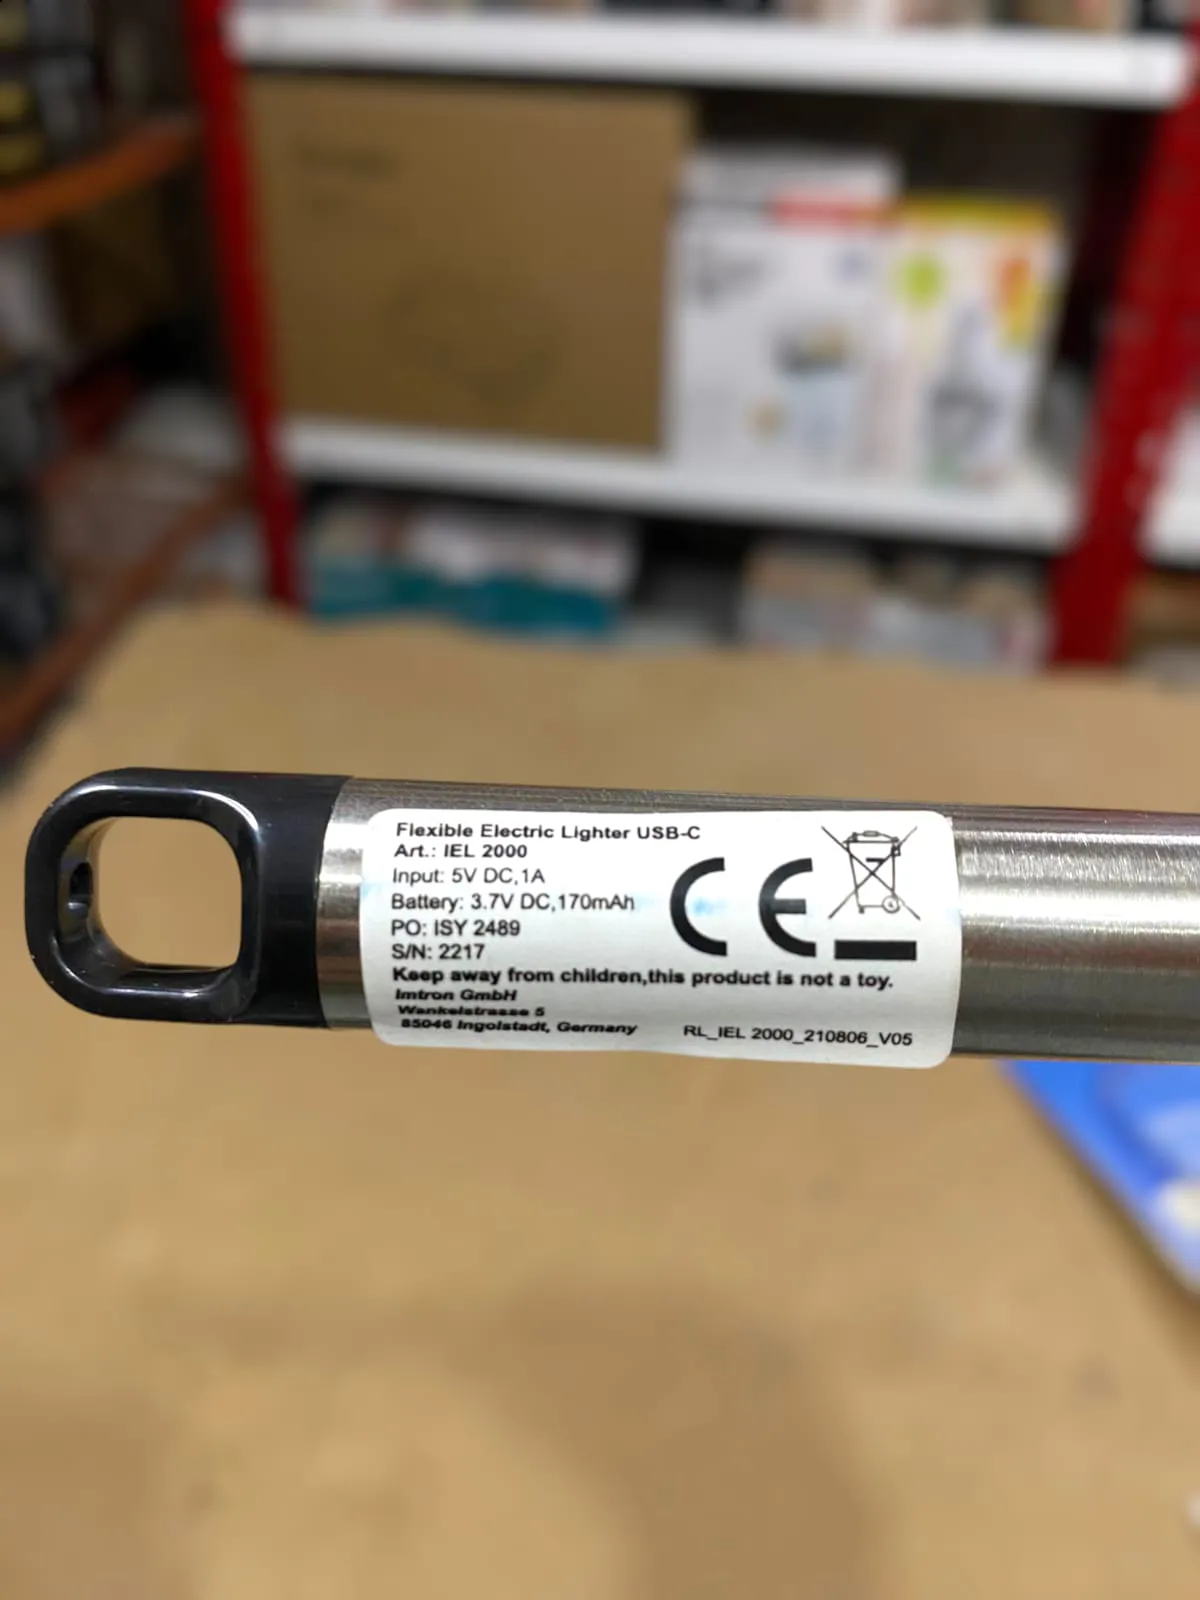 Flexible Electric Lighter USB-C
Art.: IEL 2000
Input: 5V DC,1A
Battery: 3.7V DC,170mAh
PO: ISY 2489
S/N: 2217
Keep away from children,this product is not a toy.
Imtron GmbH
Wankelstrasse 5
85046 Ingolstadt, Germany
RL_IEL 2000_210806_V05
CE